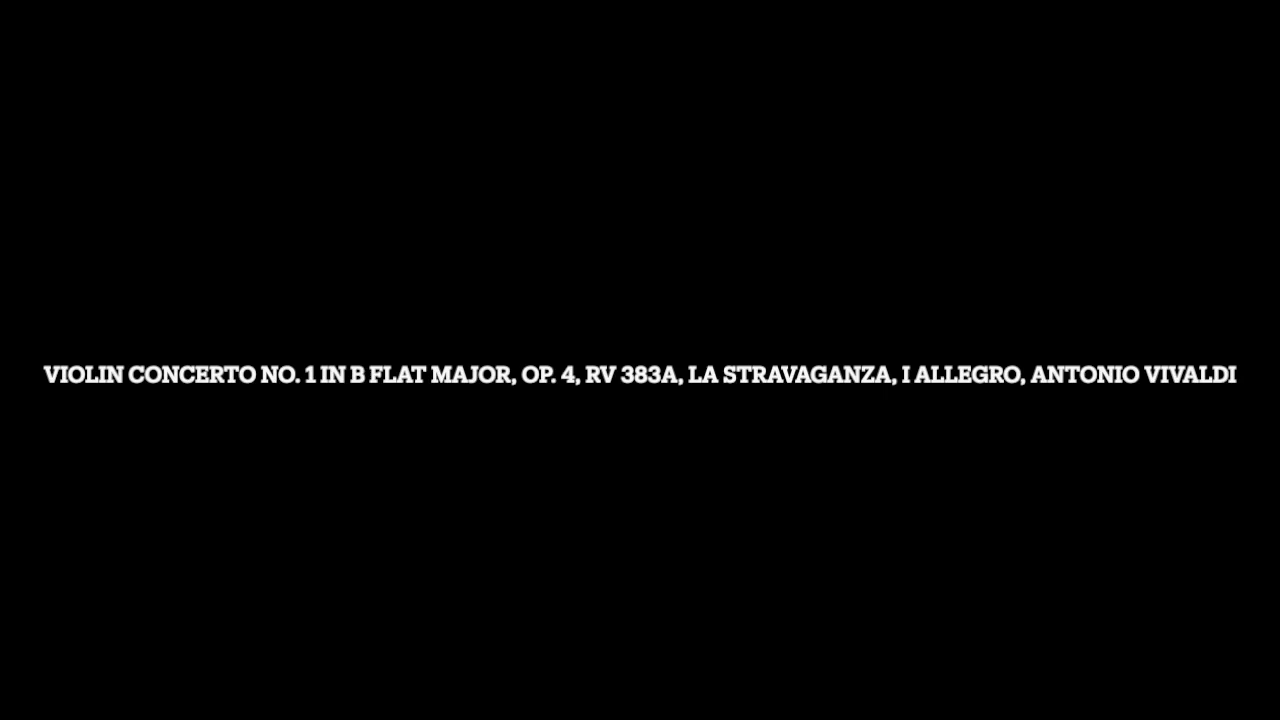 VIOLIN CONCERTO NO. 1 IN B FLAT MAJOR, OP. 4, RV 383A, LA STRAVAGANZA, I ALLEGRO, ANTONIO VIVALDI